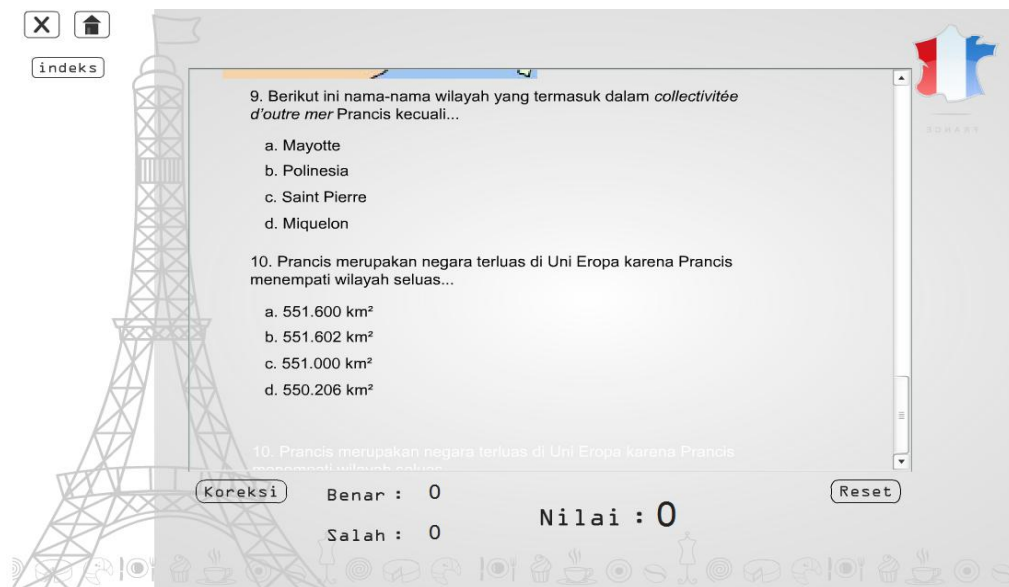 X
indeks
9. Berikut ini nama-nama wilayah yang termasuk dalam collectivitée
d'outre mer Prancis kecuali...
a. Mayotte
b. Polinesia
c. Saint Pierre
d. Miquelon
10. Prancis merupakan negara terluas di Uni Eropa karena Prancis
menempati wilayah seluas...
a. 551.600 km²
b. 551.602 km²
c. 551.000 km²
d. 550.206 km²
10. Prancis merupakan negara terluas di Uni Eropa karena Prancis
menempati wilayah seluas
Koreksi
Benar : 0
Salah : 0
Nilai : 0
Reset